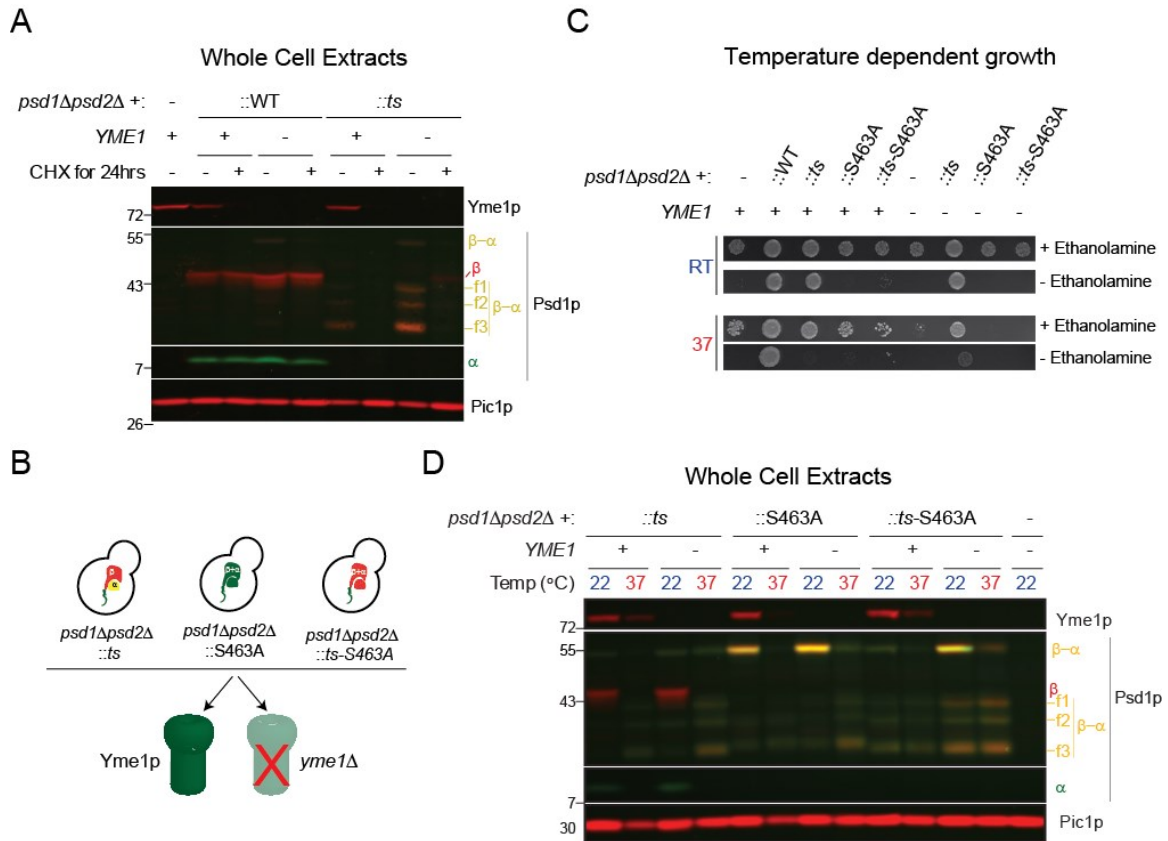 A
Whole Cell Extracts
psd1Δpsd2Δ +: - ::WT ::ts
YME1 + + - + -
CHX for 24hrs - - + - + - + - +
72 Yme1p
55 β–α
β
43 f1
f2 β–α Psd1p
f3
7 α
Pic1p
26
B
β α β+α β+α
psd1Δpsd2Δ psd1Δpsd2Δ psd1Δpsd2Δ
::ts ::S463A ::ts-S463A
Yme1p X yme1Δ
C
Temperature dependent growth
psd1Δpsd2Δ +: - ::WT ::ts ::S463A ::ts-S463A - ::ts ::S463A ::ts-S463A
YME1 + + + + + - - - -
RT + Ethanolamine
- Ethanolamine
37 + Ethanolamine
- Ethanolamine
D
Whole Cell Extracts
psd1Δpsd2Δ +: ::ts ::S463A ::ts-S463A -
YME1 + - + - + - -
Temp (°C) 22 37 22 37 22 37 22 37 22 37 22 37 22
72 Yme1p
55 β–α
β
43 f1
f2 β–α Psd1p
f3
7 α
30 Pic1p